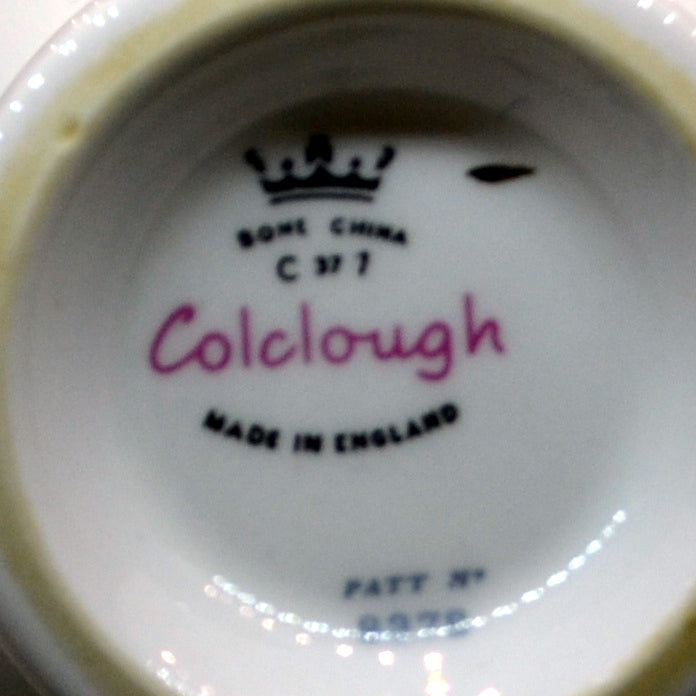 BONE CHINA
C 37 7
Colclough
MADE IN ENGLAND
PATT No